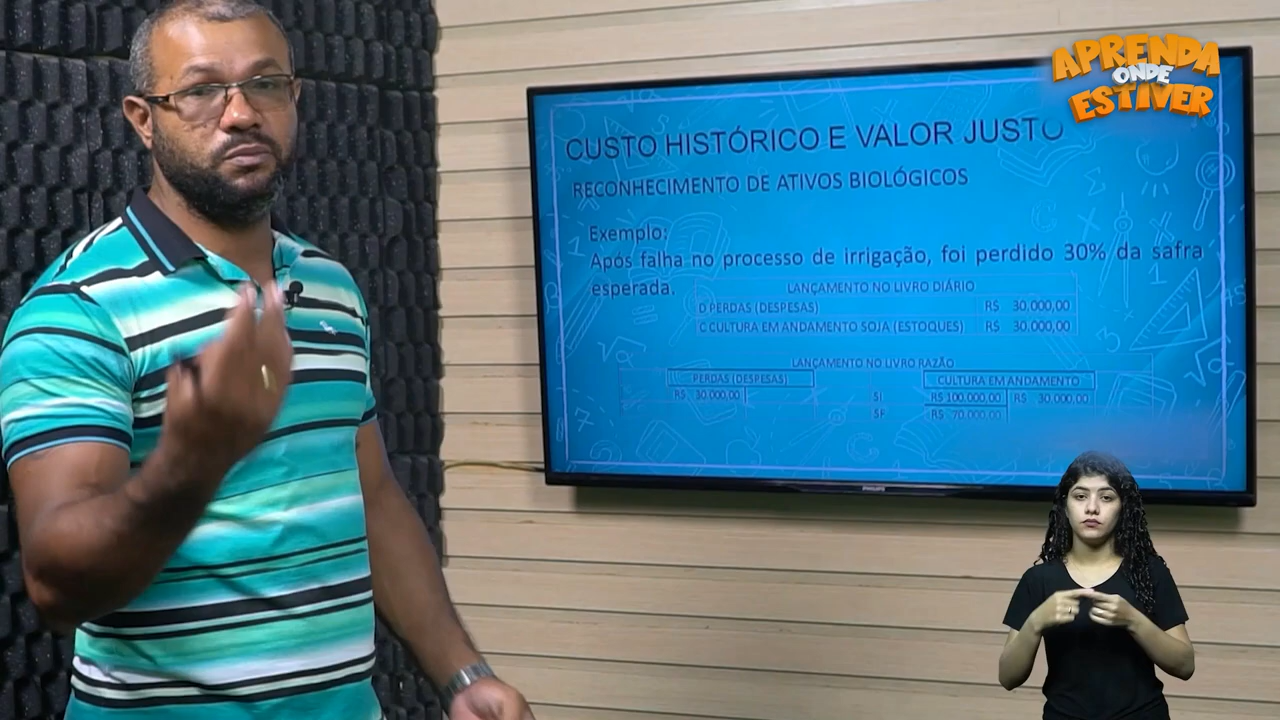 APRENDA
ONDE
ESTIVER
CUSTO HISTÓRICO E VALOR JUSTO
RECONHECIMENTO DE ATIVOS BIOLÓGICOS
Exemplo:
Após falha no processo de irrigação, foi perdido 30% da safra
esperada.
LANÇAMENTO NO LIVRO DIÁRIO
D PERDAS (DESPESAS) R$ 30.000,00
C CULTURA EM ANDAMENTO SOJA (ESTOQUES) R$ 30.000,00
LANÇAMENTO NO LIVRO RAZÃO
PERDAS (DESPESAS) CULTURA EM ANDAMENTO
R$ 30.000,00 SI R$ 100.000,00 R$ 30.000,00
SF R$ 70.000,00
PHILIPS